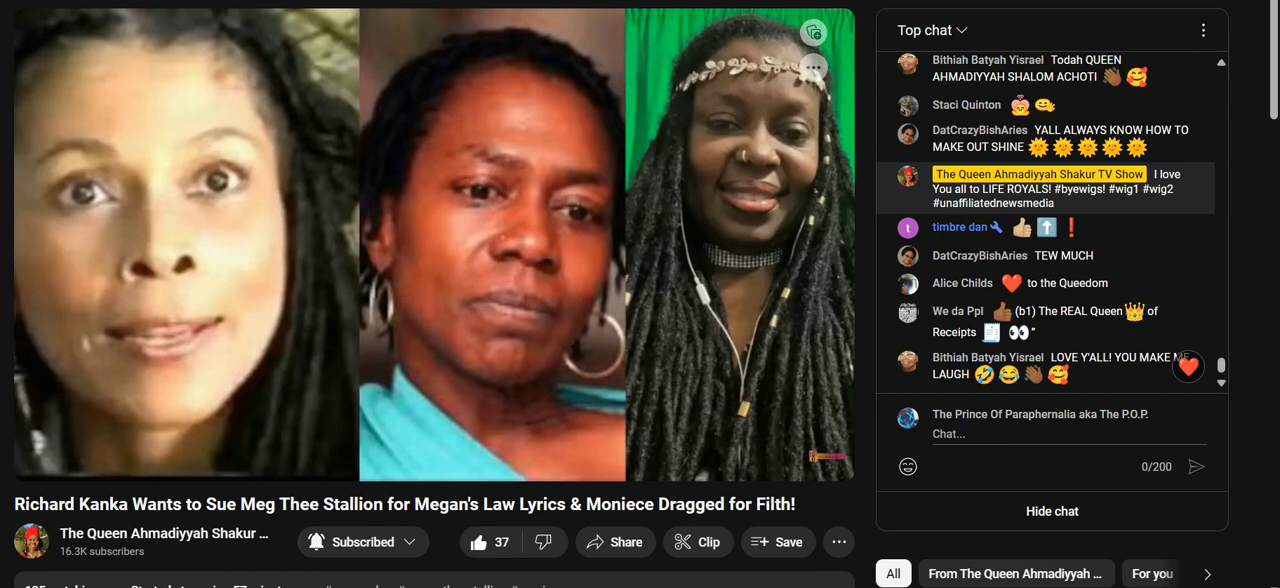 Richard Kanka Wants to Sue Meg Thee Stallion for Megan's Law Lyrics & Moniece Dragged for Filth!
The Queen Ahmadiyyah Shakur ...
16.3K subscribers
Subscribed
37
Share
Clip
Save
Top chat
Bithiah Batyah Yisrael Todah QUEEN
AHMADIYYAH SHALOM ACHOTI 👋🏾🥰
Staci Quinton
DatCrazyBishAries YALL ALWAYS KNOW HOW TO
MAKE OUT SHINE 🌞🌞🌞🌞🌞
The Queen Ahmadiyyah Shakur TV Show I love
You all to LIFE ROYALS! #byewigs! #wig1 #wig2
#unaffiliatednewsmedia
t timbre dan 👍🏼⬆️❗
DatCrazyBishAries TEW MUCH
Alice Childs ❤️ to the Queedom
We da Ppl 👍🏾(b1) The REAL Queen👑of
Receipts 🧾 👀"
Bithiah Batyah Yisrael LOVE Y'ALL! YOU MAKE ME
LAUGH 🤣😂👋🏾🥰
The Prince Of Paraphernalia aka The P.O.P.
Chat...
0/200
Hide chat
All
From The Queen Ahmadiyyah ...
For you